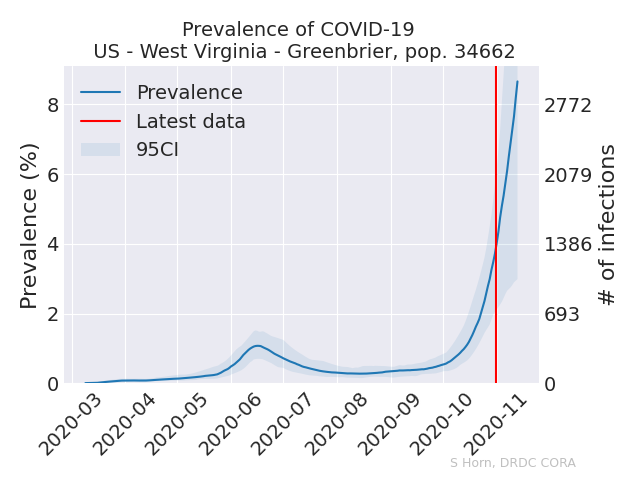 Prevalence of COVID-19
US - West Virginia - Greenbrier, pop. 34662
Prevalence
Latest data
95CI
Prevalence (%)
8
6
4
2
0
2772
2079
1386
693
0
# of infections
2020-03
2020-04
2020-05
2020-06
2020-07
2020-08
2020-09
2020-10
2020-11
S Horn, DRDC CORA